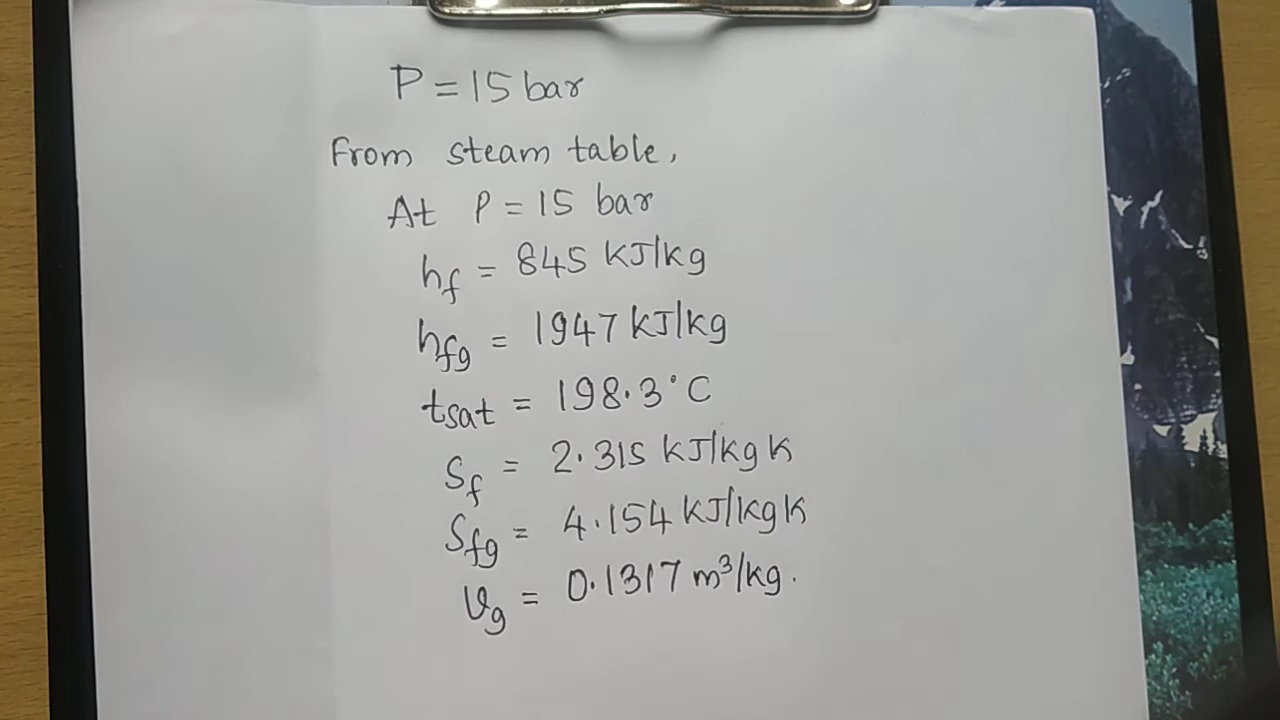 P = 15 bar
From steam table,
At P = 15 bar
hf = 845 KJ/kg
hfg = 1947 KJ/kg
tsat = 198.3°C
Sf = 2.315 KJ/kg K
Sfg = 4.154 KJ/kg K
vg = 0.1317 m³/kg.